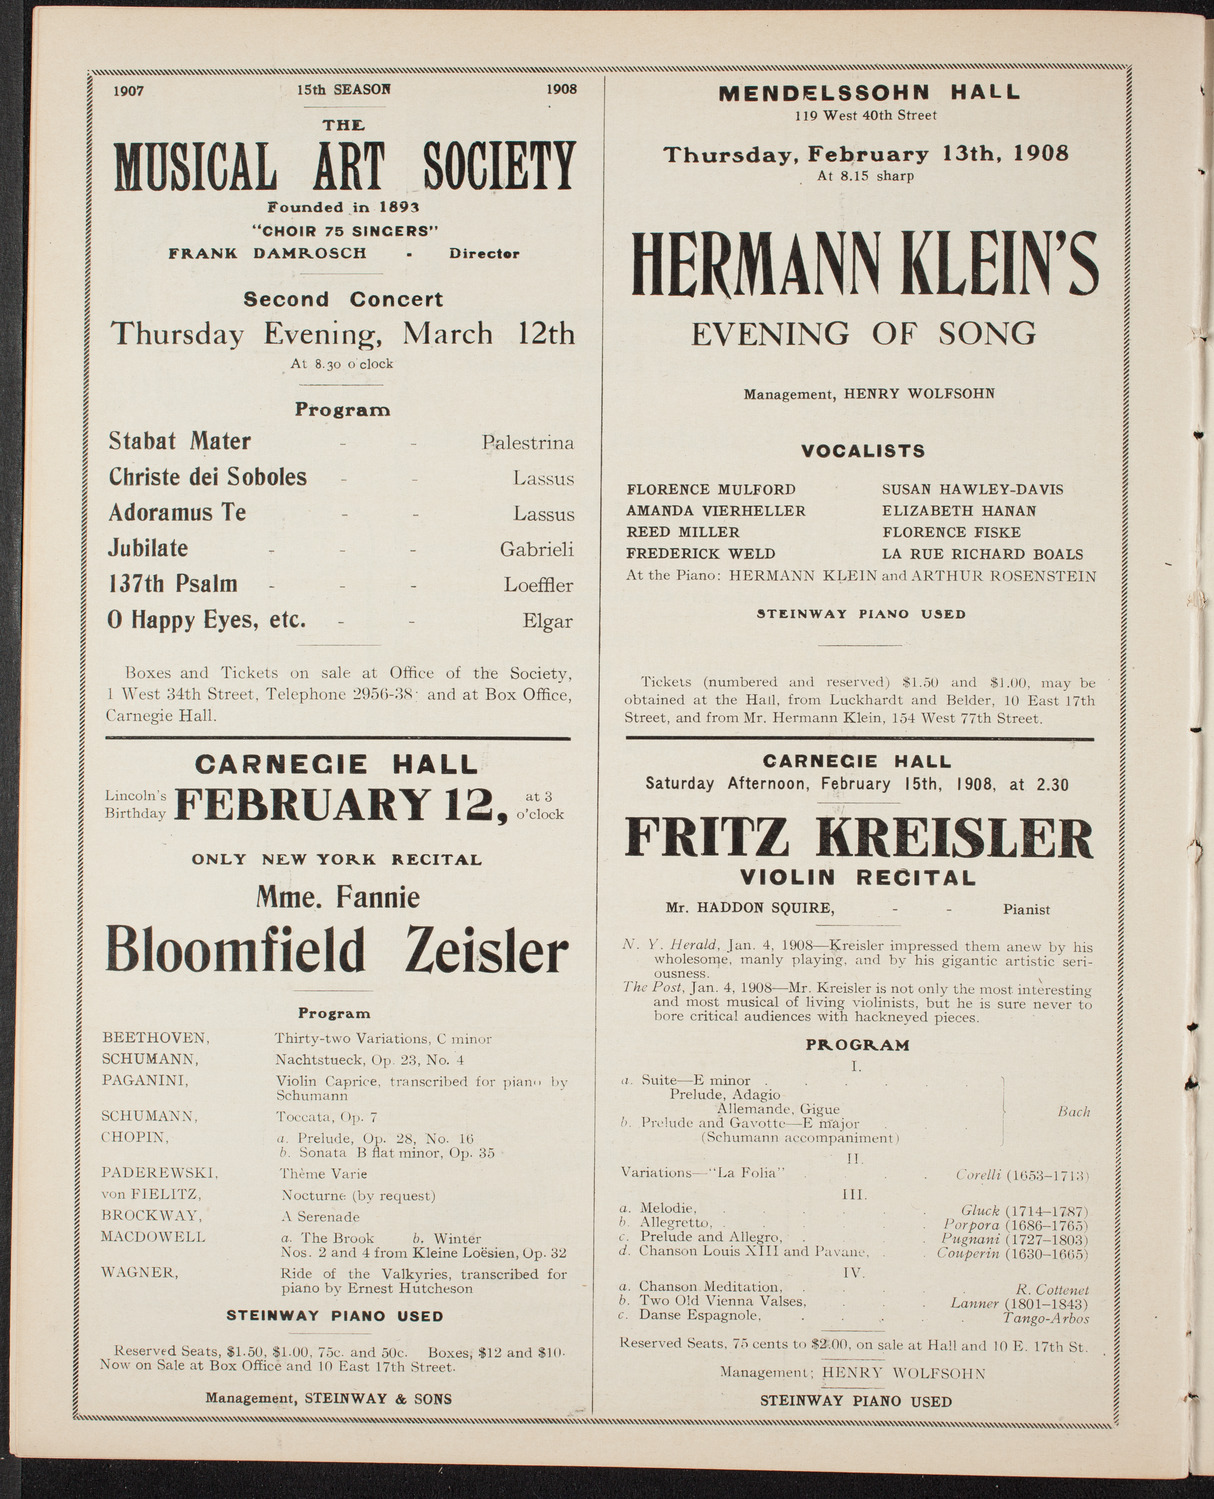 1907 15th SEASON 1908
THE
MUSICAL ART SOCIETY
Founded in 1893
"CHOIR 75 SINGERS"
FRANK DAMROSCH - Director
Second Concert
Thursday Evening, March 12th
At 8.30 o'clock
Program
Stabat Mater - - Palestrina
Christe dei Soboles - - Lassus
Adoramus Te - - Lassus
Jubilate - - - Gabrieli
137th Psalm - - - Loeffler
O Happy Eyes, etc. - - Elgar
Boxes and Tickets on sale at Office of the Society,
1 West 34th Street, Telephone 2956-38 and at Box Office,
Carnegie Hall.
CARNEGIE HALL
Lincoln's Birthday FEBRUARY 12, at 3 o'clock
ONLY NEW YORK RECITAL
Mme. Fannie
Bloomfield Zeisler
Program
BEETHOVEN, Thirty-two Variations, C minor
SCHUMANN, Nachtstueck, Op. 23, No. 4
PAGANINI, Violin Caprice, transcribed for piano by
Schumann
SCHUMANN, Toccata, Op. 7
CHOPIN, a. Prelude, Op. 28, No. 16
b. Sonata B flat minor, Op. 35
PADEREWSKI, Thème Varie
von FIELITZ, Nocturne (by request)
BROCKWAY, A Serenade
MACDOWELL a. The Brook b. Winter
Nos. 2 and 4 from Kleine Loësien, Op. 32
WAGNER, Ride of the Valkyries, transcribed for
piano by Ernest Hutcheson
STEINWAY PIANO USED
Reserved Seats, $1.50, $1.00, 75c. and 50c. Boxes, $12 and $10.
Now on Sale at Box Office and 10 East 17th Street.
Management, STEINWAY & SONS
MENDELSSOHN HALL
119 West 40th Street
Thursday, February 13th, 1908
At 8.15 sharp
HERMANN KLEIN'S
EVENING OF SONG
Management, HENRY WOLFSOHN
VOCALISTS
FLORENCE MULFORD SUSAN HAWLEY-DAVIS
AMANDA VIERHELLER ELIZABETH HANAN
REED MILLER FLORENCE FISKE
FREDERICK WELD LA RUE RICHARD BOALS
At the Piano: HERMANN KLEIN and ARTHUR ROSENSTEIN
STEINWAY PIANO USED
Tickets (numbered and reserved) $1.50 and $1.00, may be
obtained at the Hall, from Luckhardt and Belder, 10 East 17th
Street, and from Mr. Hermann Klein, 154 West 77th Street.
CARNEGIE HALL
Saturday Afternoon, February 15th, 1908, at 2.30
FRITZ KREISLER
VIOLIN RECITAL
Mr. HADDON SQUIRE, - - Pianist
N. Y. Herald, Jan. 4, 1908—Kreisler impressed them anew by his
wholesome, manly playing, and by his gigantic artistic seri-
ousness.
The Post, Jan. 4, 1908—Mr. Kreisler is not only the most interesting
and most musical of living violinists, but he is sure never to
bore critical audiences with hackneyed pieces.
PROGRAM
I.
a. Suite—E minor . . . . .
Prelude, Adagio
Allemande, Gigue
b. Prelude and Gavotte—E major . . Bach
(Schumann accompaniment)
II.
Variations—"La Folia" . . . . Corelli (1653-1713)
III.
a. Melodie, . . . . . Gluck (1714-1787)
b. Allegretto, . . . . . Porpora (1686-1765)
c. Prelude and Allegro, . . . Pugnani (1727-1803)
d. Chanson Louis XIII and Pavane, . . Couperin (1630-1665)
IV.
a. Chanson Meditation, . . . . R. Cottenet
b. Two Old Vienna Valses, . . . Lanner (1801-1843)
c. Danse Espagnole, . . . . . Tango-Arbos
Reserved Seats, 75 cents to $2.00, on sale at Hall and 10 E. 17th St.
Management; HENRY WOLFSOHN
STEINWAY PIANO USED